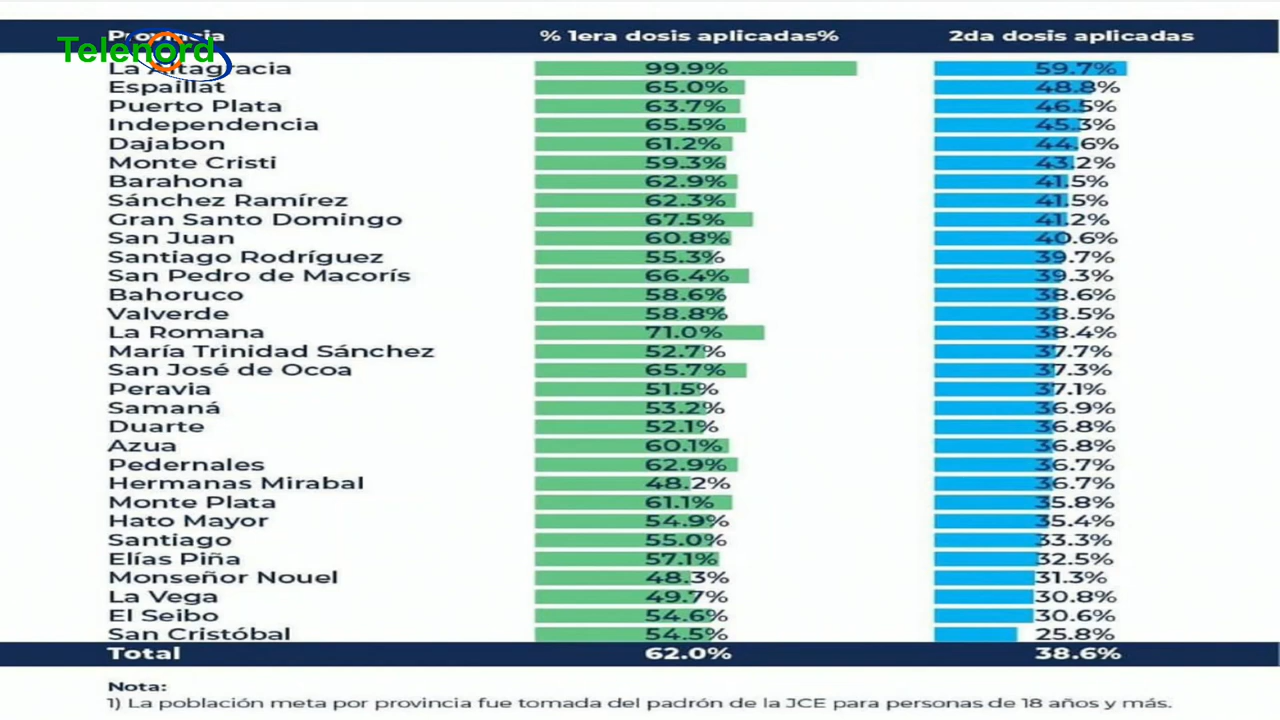 Telenord
Provincia % 1era dosis aplicadas% 2da dosis aplicadas
La Altagracia 99.9% 59.7%
Espaillat 65.0% 48.8%
Puerto Plata 63.7% 46.5%
Independencia 65.5% 45.3%
Dajabon 61.2% 44.6%
Monte Cristi 59.3% 43.2%
Barahona 62.9% 41.5%
Sánchez Ramírez 62.3% 41.5%
Gran Santo Domingo 67.5% 41.2%
San Juan 60.8% 40.6%
Santiago Rodríguez 55.3% 39.7%
San Pedro de Macorís 66.4% 39.3%
Bahoruco 58.6% 38.6%
Valverde 58.8% 38.5%
La Romana 71.0% 38.4%
María Trinidad Sánchez 52.7% 37.7%
San José de Ocoa 65.7% 37.3%
Peravia 51.5% 37.1%
Samaná 53.2% 36.9%
Duarte 52.1% 36.8%
Azua 60.1% 36.8%
Pedernales 62.9% 36.7%
Hermanas Mirabal 48.2% 36.7%
Monte Plata 61.1% 35.8%
Hato Mayor 54.9% 35.4%
Santiago 55.0% 33.3%
Elías Piña 57.1% 32.5%
Monseñor Nouel 48.3% 31.3%
La Vega 49.7% 30.8%
El Seibo 54.6% 30.6%
San Cristóbal 54.5% 25.8%
Total 62.0% 38.6%
Nota:
1) La población meta por provincia fue tomada del padrón de la JCE para personas de 18 años y más.